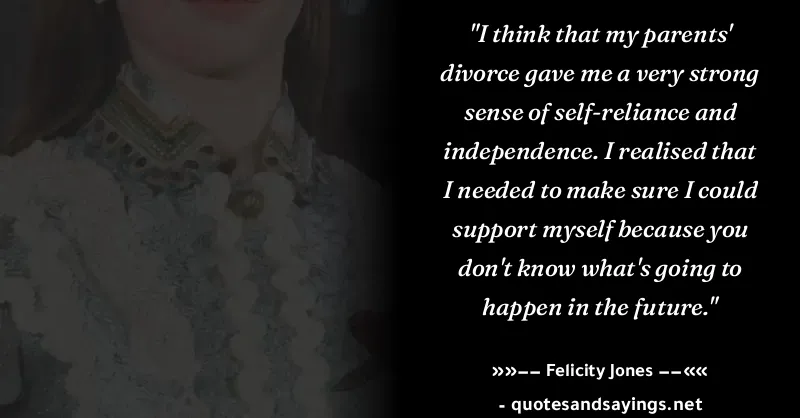 "I think that my parents'
divorce gave me a very strong
sense of self-reliance and
independence. I realised that
I needed to make sure I could
support myself because you
don't know what's going to
happen in the future."
»»–– Felicity Jones ––««
- quotesandsayings.net